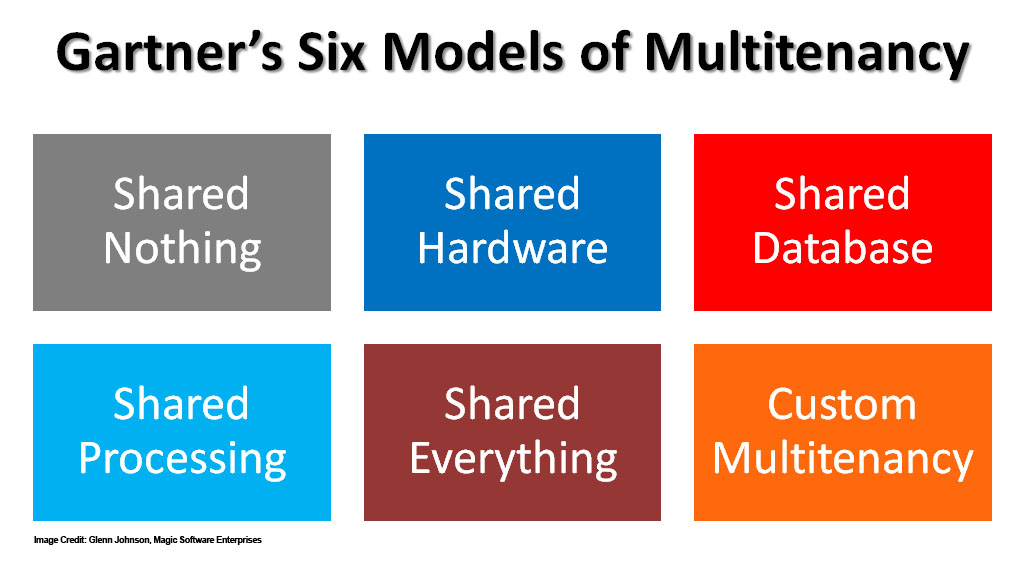 Gartner’s Six Models of Multitenancy
Shared
Nothing
Shared
Hardware
Shared
Database
Shared
Processing
Shared
Everything
Custom
Multitenancy
Image Credit: Glenn Johnson, Magic Software Enterprises